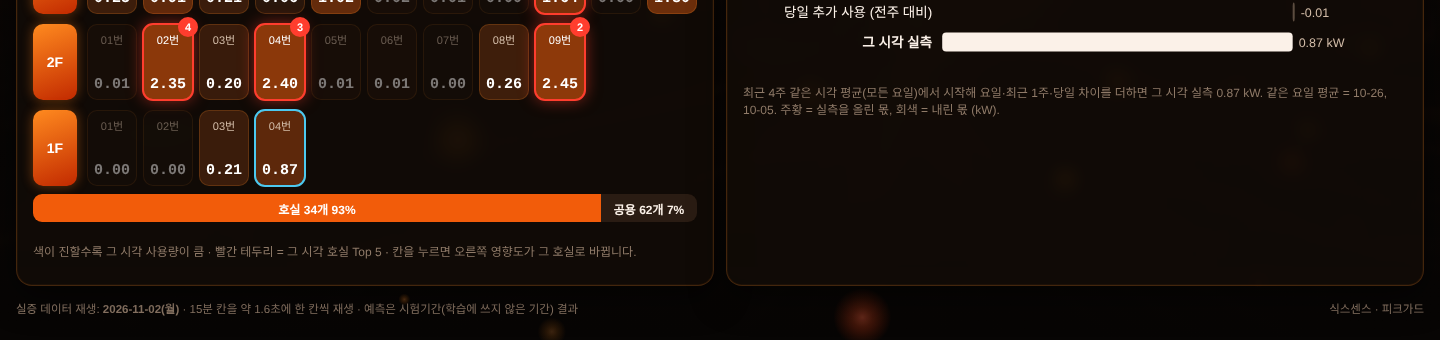 당일 추가 사용 (전주 대비) -0.01
그 시각 실측 0.87 kW
최근 4주 같은 시각 평균(모든 요일)에서 시작해 요일·최근 1주·당일 차이를 더하면 그 시각 실측 0.87 kW. 같은 요일 평균 = 10-26,
10-05. 주황 = 실측을 올린 몫, 회색 = 내린 몫 (kW).
4 3 2
2F 01번 02번 03번 04번 05번 06번 07번 08번 09번
0.01 2.35 0.20 2.40 0.01 0.01 0.00 0.26 2.45
1F 01번 02번 03번 04번
0.00 0.00 0.21 0.87
호실 34개 93% 공용 62개 7%
색이 진할수록 그 시각 사용량이 큼 · 빨간 테두리 = 그 시각 호실 Top 5 · 칸을 누르면 오른쪽 영향도가 그 호실로 바뀝니다.
실증 데이터 재생: 2026-11-02(월) · 15분 칸을 약 1.6초에 한 칸씩 재생 · 예측은 시험기간(학습에 쓰지 않은 기간) 결과
식스센스 · 피크가드